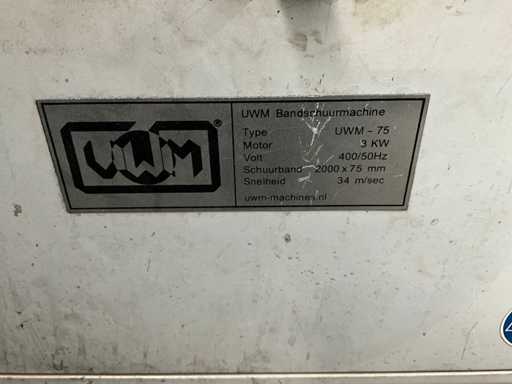 UWM ®
UWM Bandschuurmachine
Type UWM - 75
Motor 3 KW
Volt 400/50Hz
Schuurband 2000 x 75 mm
Snelheid 34 m/sec
uwm-machines.nl